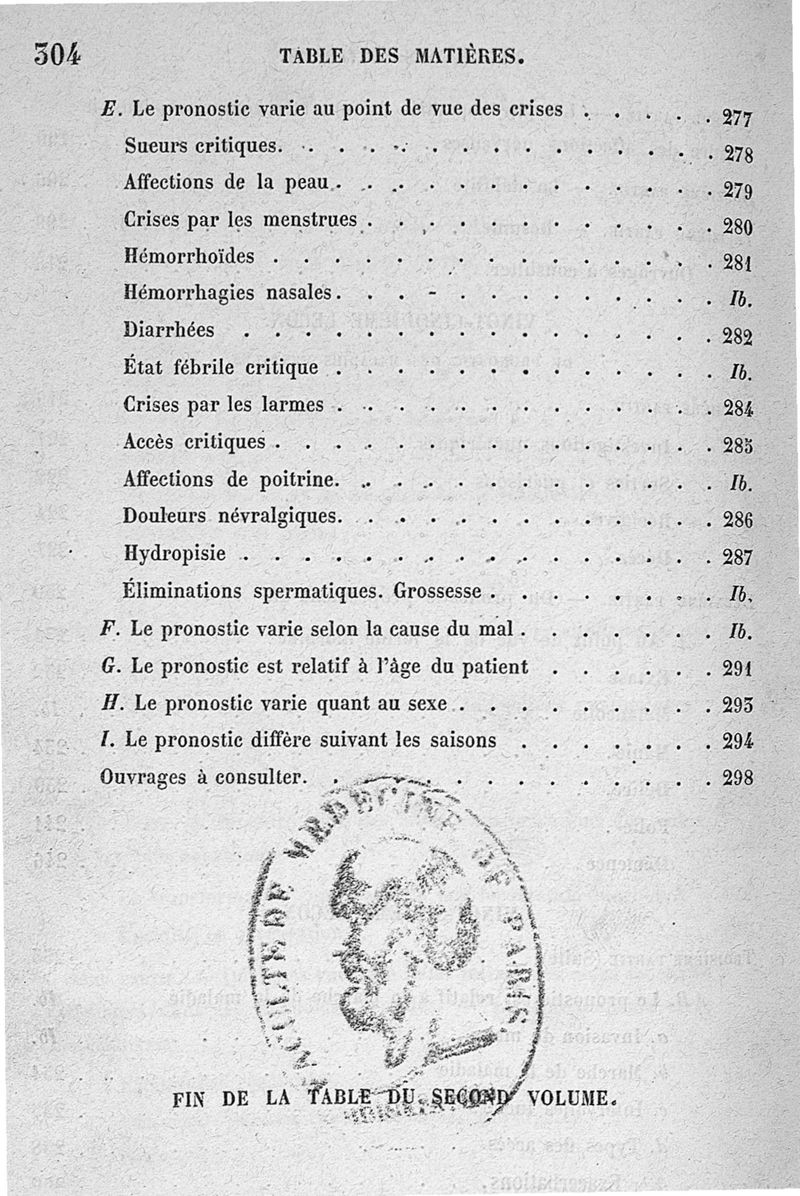 304 TABLE DES MATIÈRES.
E. Le pronostic varie au point de vue des crises . . . . . 277
Sueurs critiques. . . . . . . . . . . . . . . 278
Affections de la peau . . . . . . . . . . . . . 279
Crises par les menstrues . . . . . . . . . . . . 280
Hémorrhoïdes . . . . . . . . . . . . . . . 281
Hémorrhagies nasales. . . . . . . . . . . . . Ib.
Diarrhées . . . . . . . . . . . . . . . . 282
État fébrile critique . . . . . . . . . . . . . Ib.
Crises par les larmes . . . . . . . . . . . . . 284
Accès critiques . . . . . . . . . . . . . . . 285
Affections de poitrine. . . . . . . . . . . . . Ib.
Douleurs névralgiques. . . . . . . . . . . . . 286
Hydropisie . . . . . . . . . . . . . . . . 287
Éliminations spermatiques. Grossesse . . . . . . Ib.
F. Le pronostic varie selon la cause du mal . . . . . . . Ib.
G. Le pronostic est relatif à l'âge du patient . . . . . . 291
H. Le pronostic varie quant au sexe . . . . . . . . . 293
I. Le pronostic diffère suivant les saisons . . . . . . . 294
Ouvrages à consulter. . . . . . . . . . . . . . 298
FACULTÉ DE MEDECINE DE PARIS.
FIN DE LA TABLE DU SECOND VOLUME.